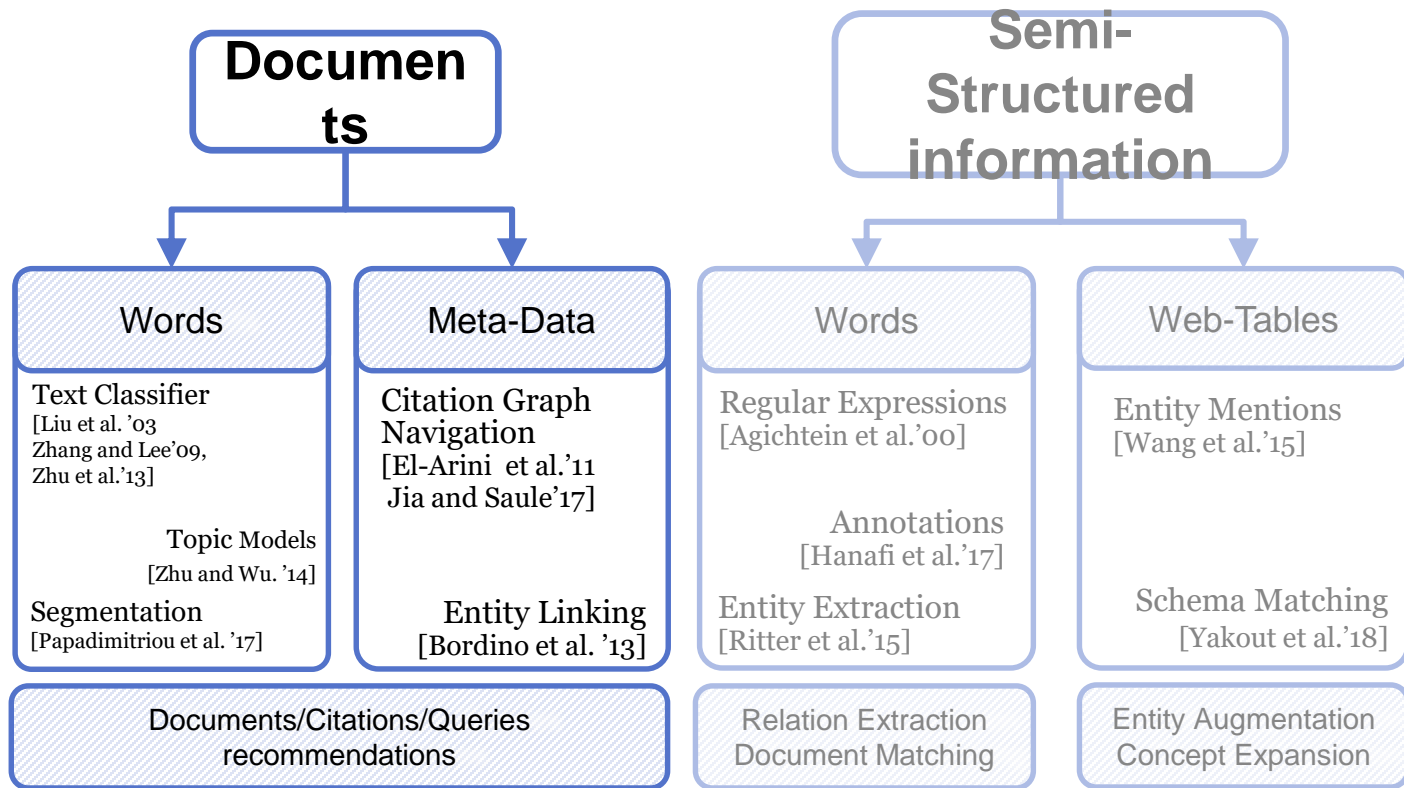 Documen
ts
Semi-
Structured
information
Words
Meta-Data
Words
Web-Tables
Text Classifier
[Liu et al. ’03
Zhang and Lee’09,
Zhu et al.’13]
Topic Models
[Zhu and Wu. ’14]
Segmentation
[Papadimitriou et al. ’17]
Citation Graph
Navigation
[El-Arini et al.’11
Jia and Saule’17]
Entity Linking
[Bordino et al. ’13]
Regular Expressions
[Agichtein et al.’00]
Annotations
[Hanafi et al.’17]
Entity Extraction
[Ritter et al.’15]
Entity Mentions
[Wang et al.’15]
Schema Matching
[Yakout et al.’18]
Documents/Citations/Queries
recommendations
Relation Extraction
Document Matching
Entity Augmentation
Concept Expansion